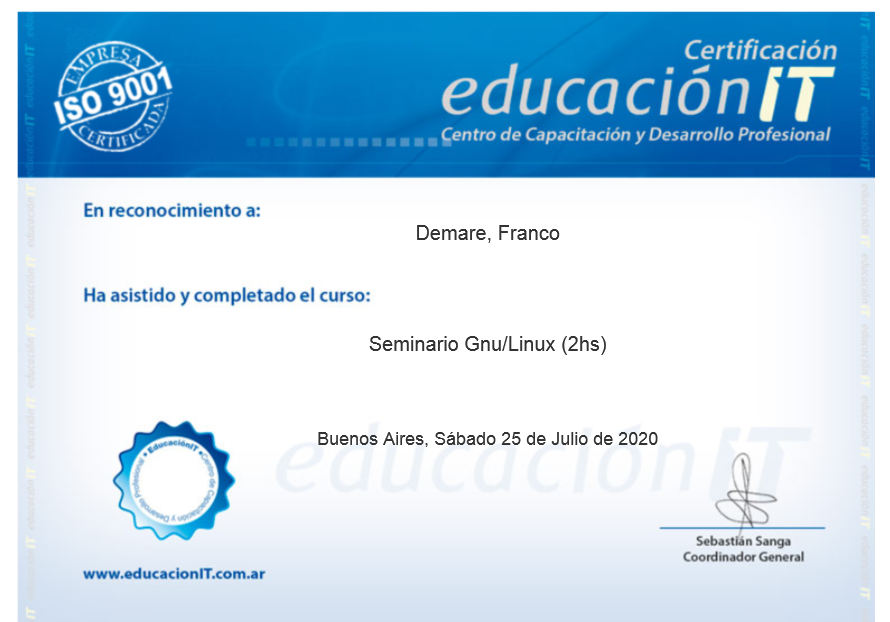 EMPRESA
ISO 9001
CERTIFICADA
Certificación
educaciónIT
Centro de Capacitación y Desarrollo Profesional
En reconocimiento a:
Demare, Franco
Ha asistido y completado el curso:
Seminario Gnu/Linux (2hs)
Buenos Aires, Sábado 25 de Julio de 2020
educaciónIT
EducaciónIT • Centro de Capacitación y Desarrollo Profesional •
Sebastián Sanga
Coordinador General
www.educacionIT.com.ar